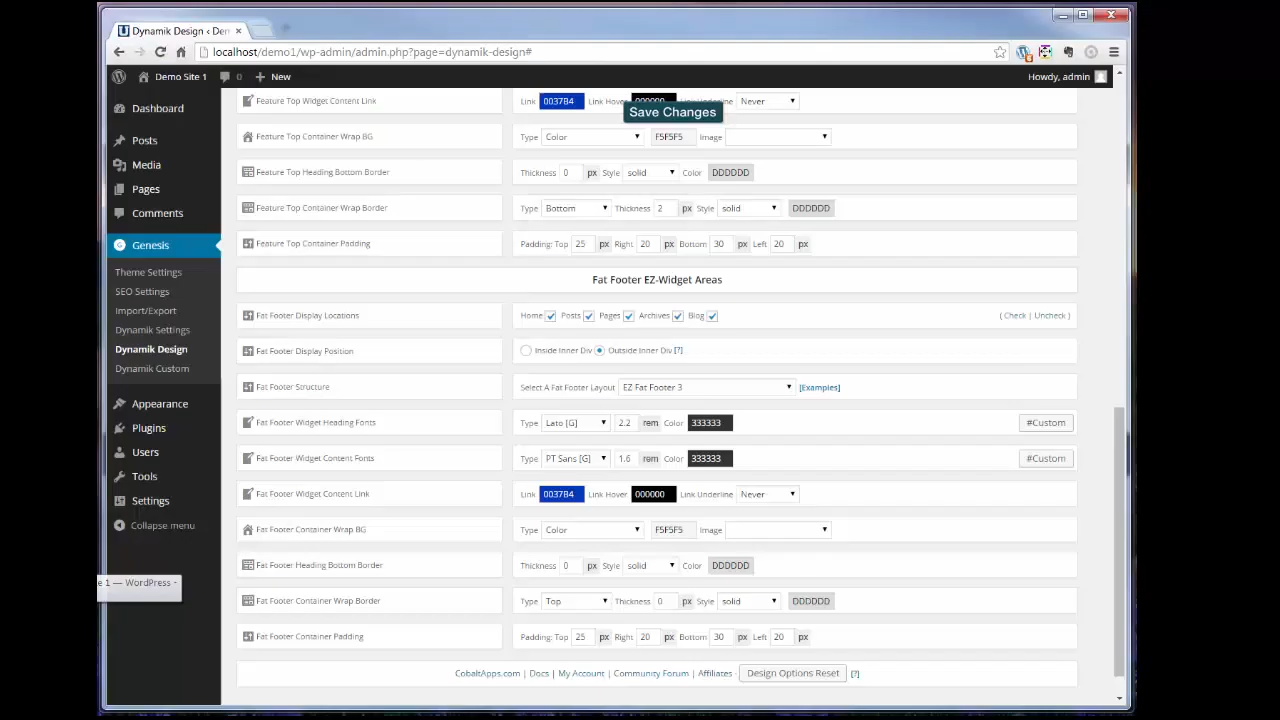 Dynamik Design ‹ Der
localhost/demo1/wp-admin/admin.php?page=dynamik-design#
Demo Site 1 0 + New Howdy, admin
Dashboard
Posts
Media
Pages
Comments
Genesis
Theme Settings
SEO Settings
Import/Export
Dynamik Settings
Dynamik Design
Dynamik Custom
Appearance
Plugins
Users
Tools
Settings
Collapse menu
e 1 — WordPress -
Feature Top Widget Content Link Link 0037B4 Link Hover 000000 Link Underline Never
Save Changes
Feature Top Container Wrap BG Type Color F5F5F5 Image
Feature Top Heading Bottom Border Thickness 0 px Style solid Color DDDDDD
Feature Top Container Wrap Border Type Bottom Thickness 2 px Style solid DDDDDD
Feature Top Container Padding Padding: Top 25 px Right 20 px Bottom 30 px Left 20 px
Fat Footer EZ-Widget Areas
Fat Footer Display Locations Home Posts Pages Archives Blog ( Check | Uncheck )
Fat Footer Display Position Inside Inner Div Outside Inner Div [?]
Fat Footer Structure Select A Fat Footer Layout EZ Fat Footer 3 [Examples]
Fat Footer Widget Heading Fonts Type Lato [G] 2.2 rem Color 333333 #Custom
Fat Footer Widget Content Fonts Type PT Sans [G] 1.6 rem Color 333333 #Custom
Fat Footer Widget Content Link Link 0037B4 Link Hover 000000 Link Underline Never
Fat Footer Container Wrap BG Type Color F5F5F5 Image
Fat Footer Heading Bottom Border Thickness 0 px Style solid Color DDDDDD
Fat Footer Container Wrap Border Type Top Thickness 0 px Style solid DDDDDD
Fat Footer Container Padding Padding: Top 25 px Right 20 px Bottom 30 px Left 20 px
CobaltApps.com | Docs | My Account | Community Forum | Affiliates Design Options Reset [?]